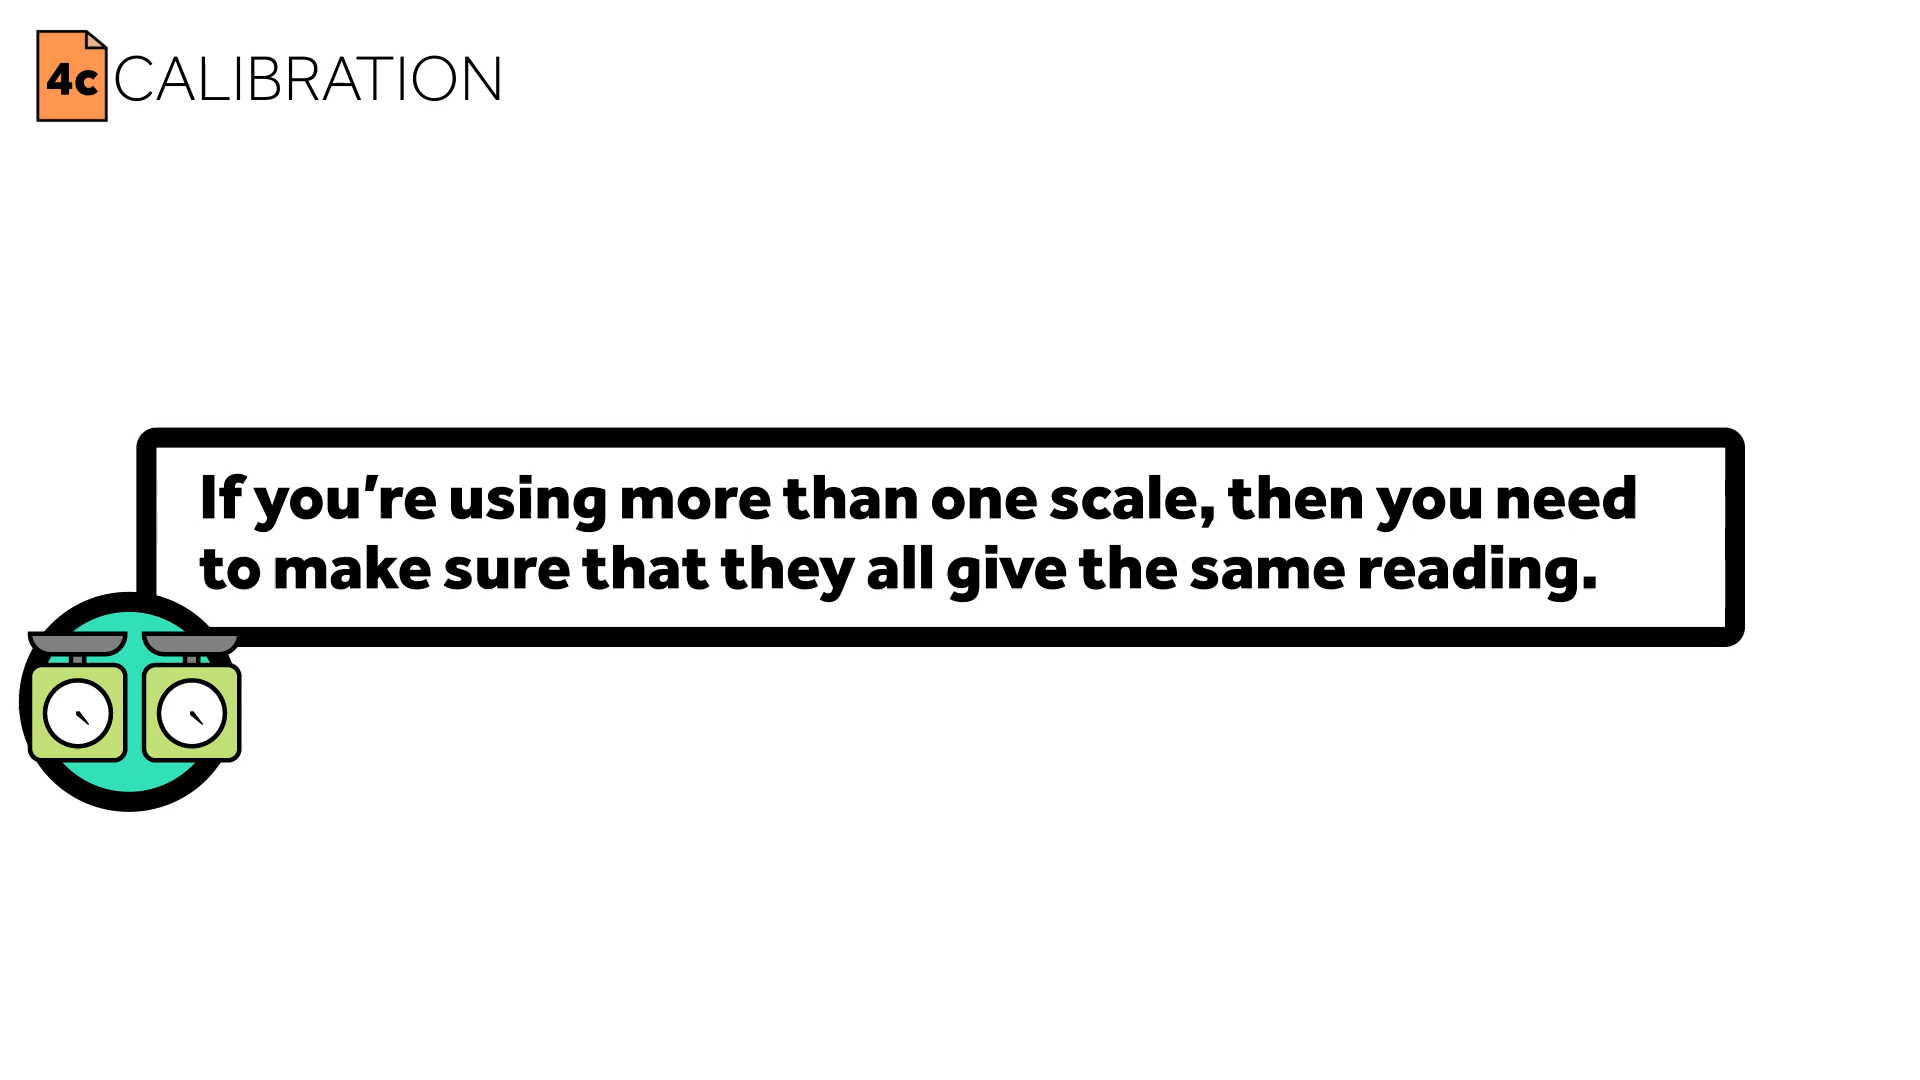 4c CALIBRATION
If you’re using more than one scale, then you need
to make sure that they all give the same reading.